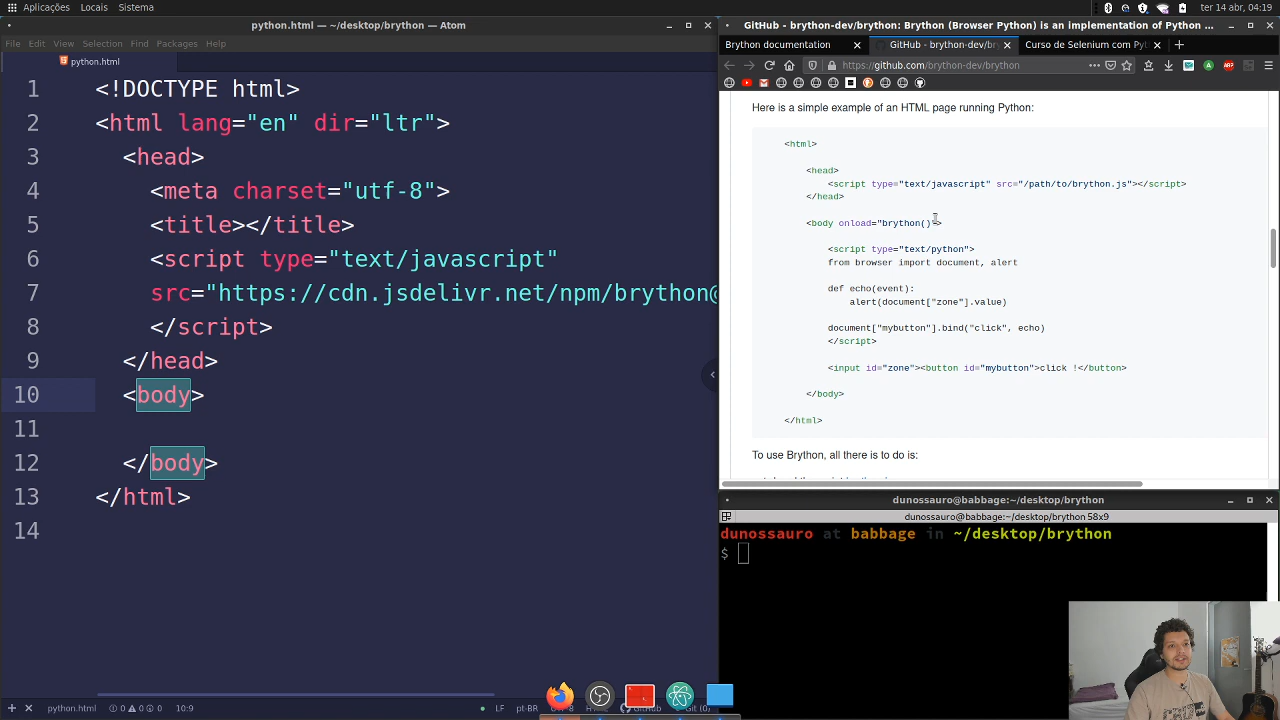 Aplicações Locais Sistema
ter 14 abr, 04:19
python.html — ~/desktop/brython — Atom
File Edit View Selection Find Packages Help
python.html
1 <!DOCTYPE html>
2 <html lang="en" dir="ltr">
3 <head>
4 <meta charset="utf-8">
5 <title></title>
6 <script type="text/javascript"
7 src="https://cdn.jsdelivr.net/npm/brython@
8 </script>
9 </head>
10 <body>
11
12 </body>
13 </html>
14
python.html 0 0 0 10:9
LF pt-BR GitHub Git (0)
GitHub - brython-dev/brython: Brython (Browser Python) is an implementation of Python ...
Brython documentation
GitHub - brython-dev/br
Curso de Selenium com Pyt
https://github.com/brython-dev/brython
Here is a simple example of an HTML page running Python:
<html>
<head>
<script type="text/javascript" src="/path/to/brython.js"></script>
</head>
<body onload="brython()">
<script type="text/python">
from browser import document, alert
def echo(event):
alert(document["zone"].value)
document["mybutton"].bind("click", echo)
</script>
<input id="zone"><button id="mybutton">click !</button>
</body>
</html>
To use Brython, all there is to do is:
dunossauro@babbage:~/desktop/brython
dunossauro@babbage:~/desktop/brython 58x9
dunossauro at babbage in ~/desktop/brython
$